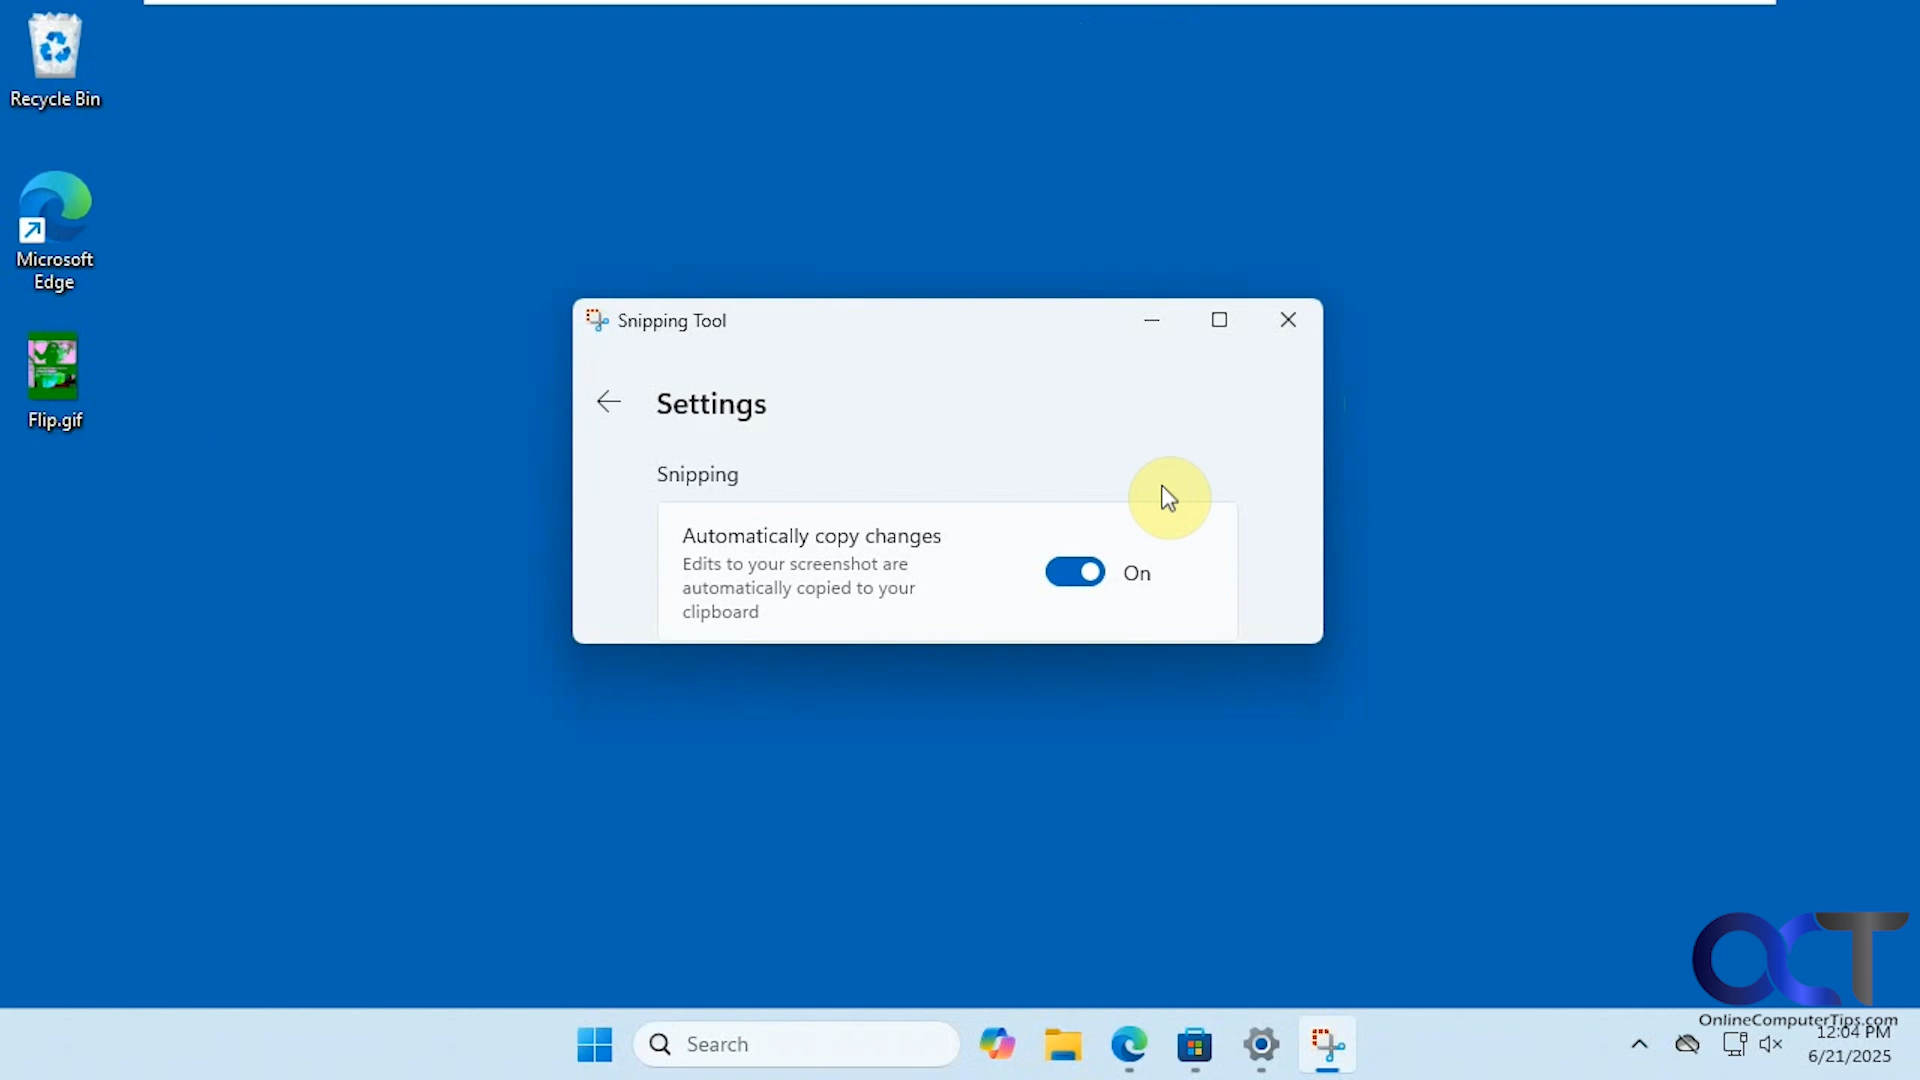 Recycle Bin
Microsoft
Edge
Flip.gif
Snipping Tool
Settings
Snipping
Automatically copy changes
Edits to your screenshot are
automatically copied to your
clipboard
On
OCT
OnlineComputerTips.com
Search
12:04 PM
6/21/2025